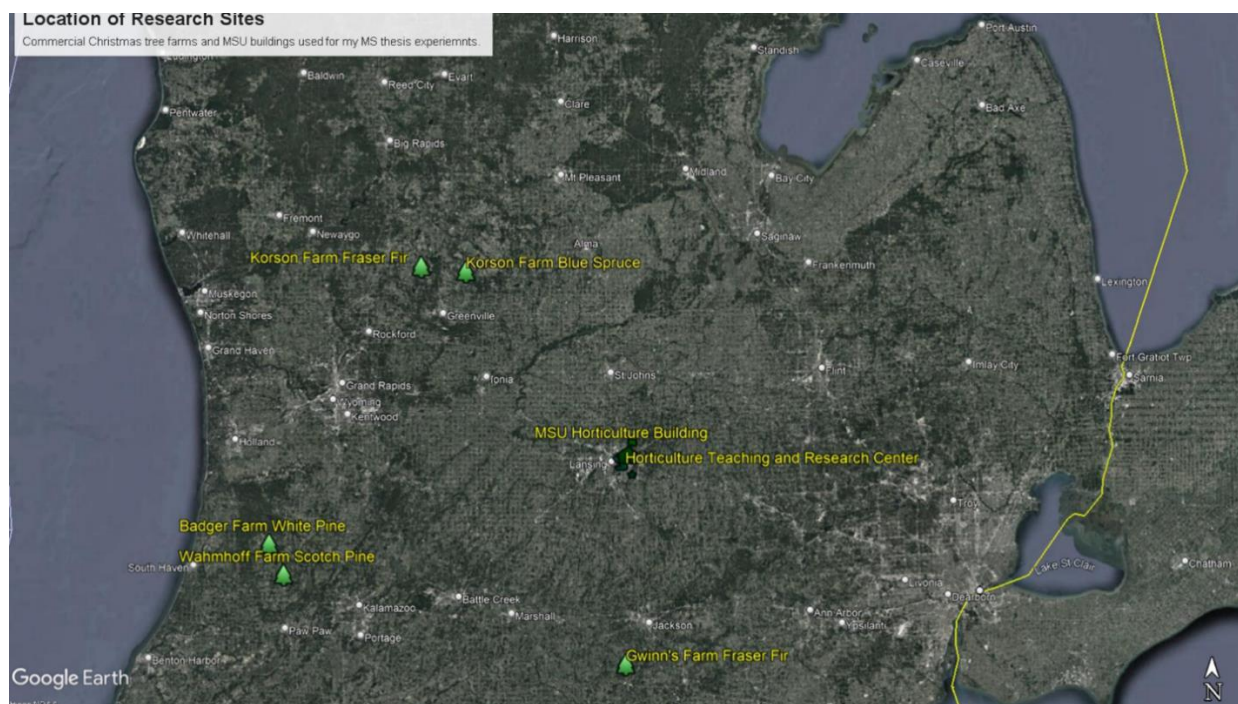 Location of Research Sites
Commercial Christmas tree farms and MSU buildings used for my MS thesis experiemnts.
Harrison
Port Austin
Standish
Ludington
Caseville
Baldwin
Evart
Reed City
Clare
Bad Axe
Pentwater
Big Rapids
Mt Pleasant
Midland
Bay City
Fremont
Newaygo
Whitehall
Saginaw
Alma
Korson Farm Fraser Fir
Korson Farm Blue Spruce
Frankenmuth
Lexington
Muskegon
Norton Shores
Greenville
Rockford
Grand Haven
Fort Gratiot Twp
Imlay City
Flint
Sarnia
St Johns
Ionia
Grand Rapids
Wyoming
Kentwood
MSU Horticulture Building
Holland
Horticulture Teaching and Research Center
Lansing
Troy
Badger Farm White Pine
Wahmhoff Farm Scotch Pine
South Haven
Lake St Clair
Chatham
Livonia
Dearborn
Battle Creek
Kalamazoo
Marshall
Ann Arbor
Ypsilanti
Jackson
Paw Paw
Portage
Gwinn's Farm Fraser Fir
Benton Harbor
Google Earth
N